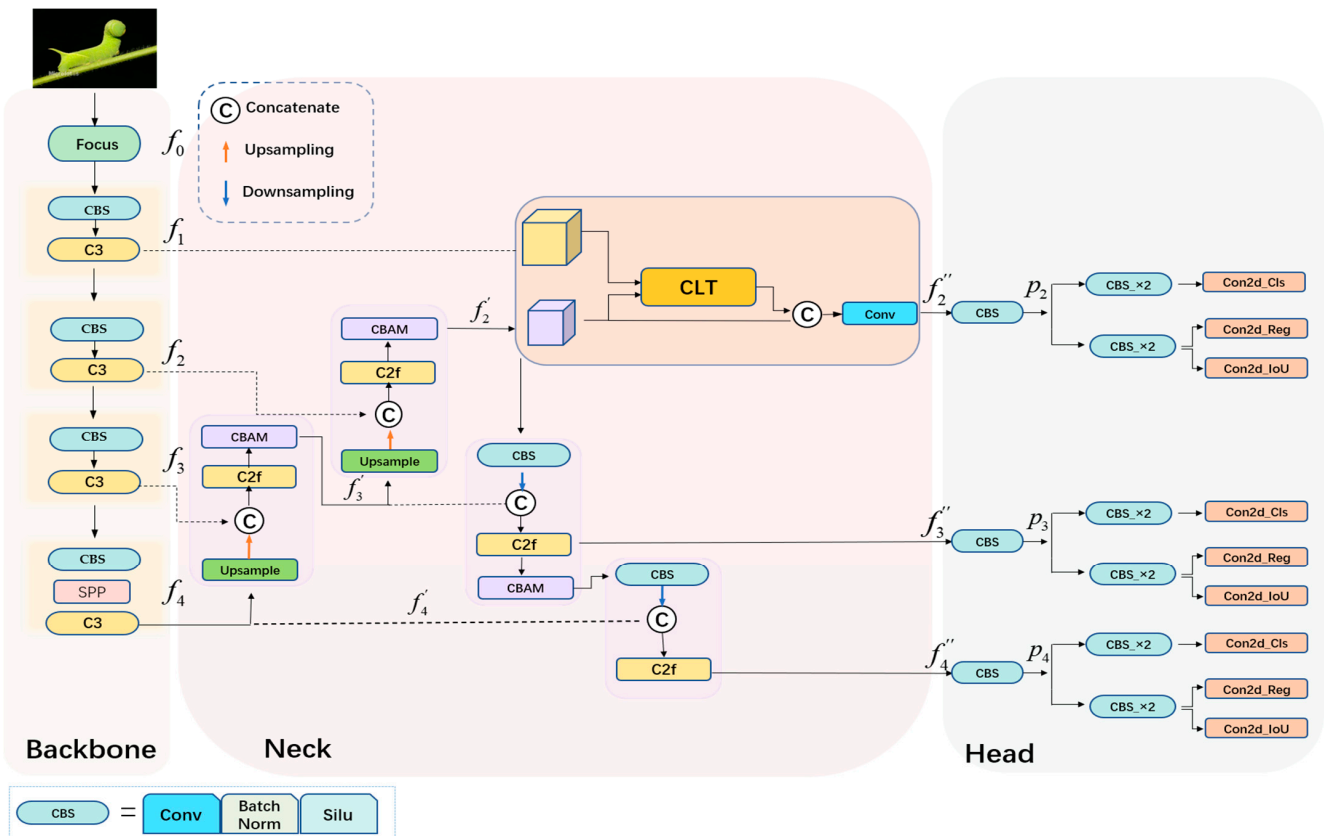 Focus
f0
CBS
C3
f1
CBS
C3
f2
CBS
C3
f3
CBS
SPP
C3
f4
Backbone
C Concatenate
Upsampling
Downsampling
CBAM
C2f
C
Upsample
f3′
CBAM
C2f
C
Upsample
f2′
CLT
C
Conv
f2′′
CBS
C
C2f
CBAM
f3′′
f4′
CBS
C
C2f
f4′′
Neck
CBS
p2
CBS_×2
Con2d_Cls
CBS_×2
Con2d_Reg
Con2d_IoU
CBS
p3
CBS_×2
Con2d_Cls
CBS_×2
Con2d_Reg
Con2d_IoU
CBS
p4
CBS_×2
Con2d_Cls
CBS_×2
Con2d_Reg
Con2d_IoU
Head
CBS = Conv Batch Norm Silu